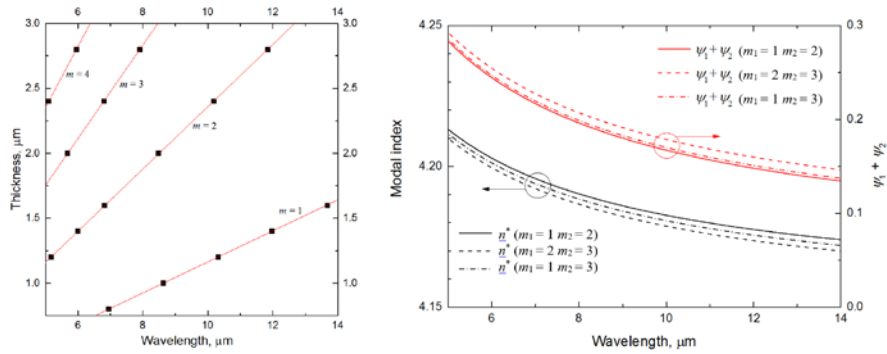 6 8 10 12 14
3.0 3.0
2.5 2.5
2.0 2.0
1.5 1.5
1.0 1.0
6 8 10 12 14
Thickness, μm
Wavelength, μm
m = 4
m = 3
m = 2
m = 1
4.25
4.20
4.15
Modal index
0.3
0.2
0.1
0.0
ψ₁ + ψ₂
6 8 10 12 14
Wavelength, μm
ψ₁ + ψ₂ (m₁ = 1 m₂ = 2)
ψ₁ + ψ₂ (m₁ = 2 m₂ = 3)
ψ₁ + ψ₂ (m₁ = 1 m₂ = 3)
n* (m₁ = 1 m₂ = 2)
n* (m₁ = 2 m₂ = 3)
n* (m₁ = 1 m₂ = 3)